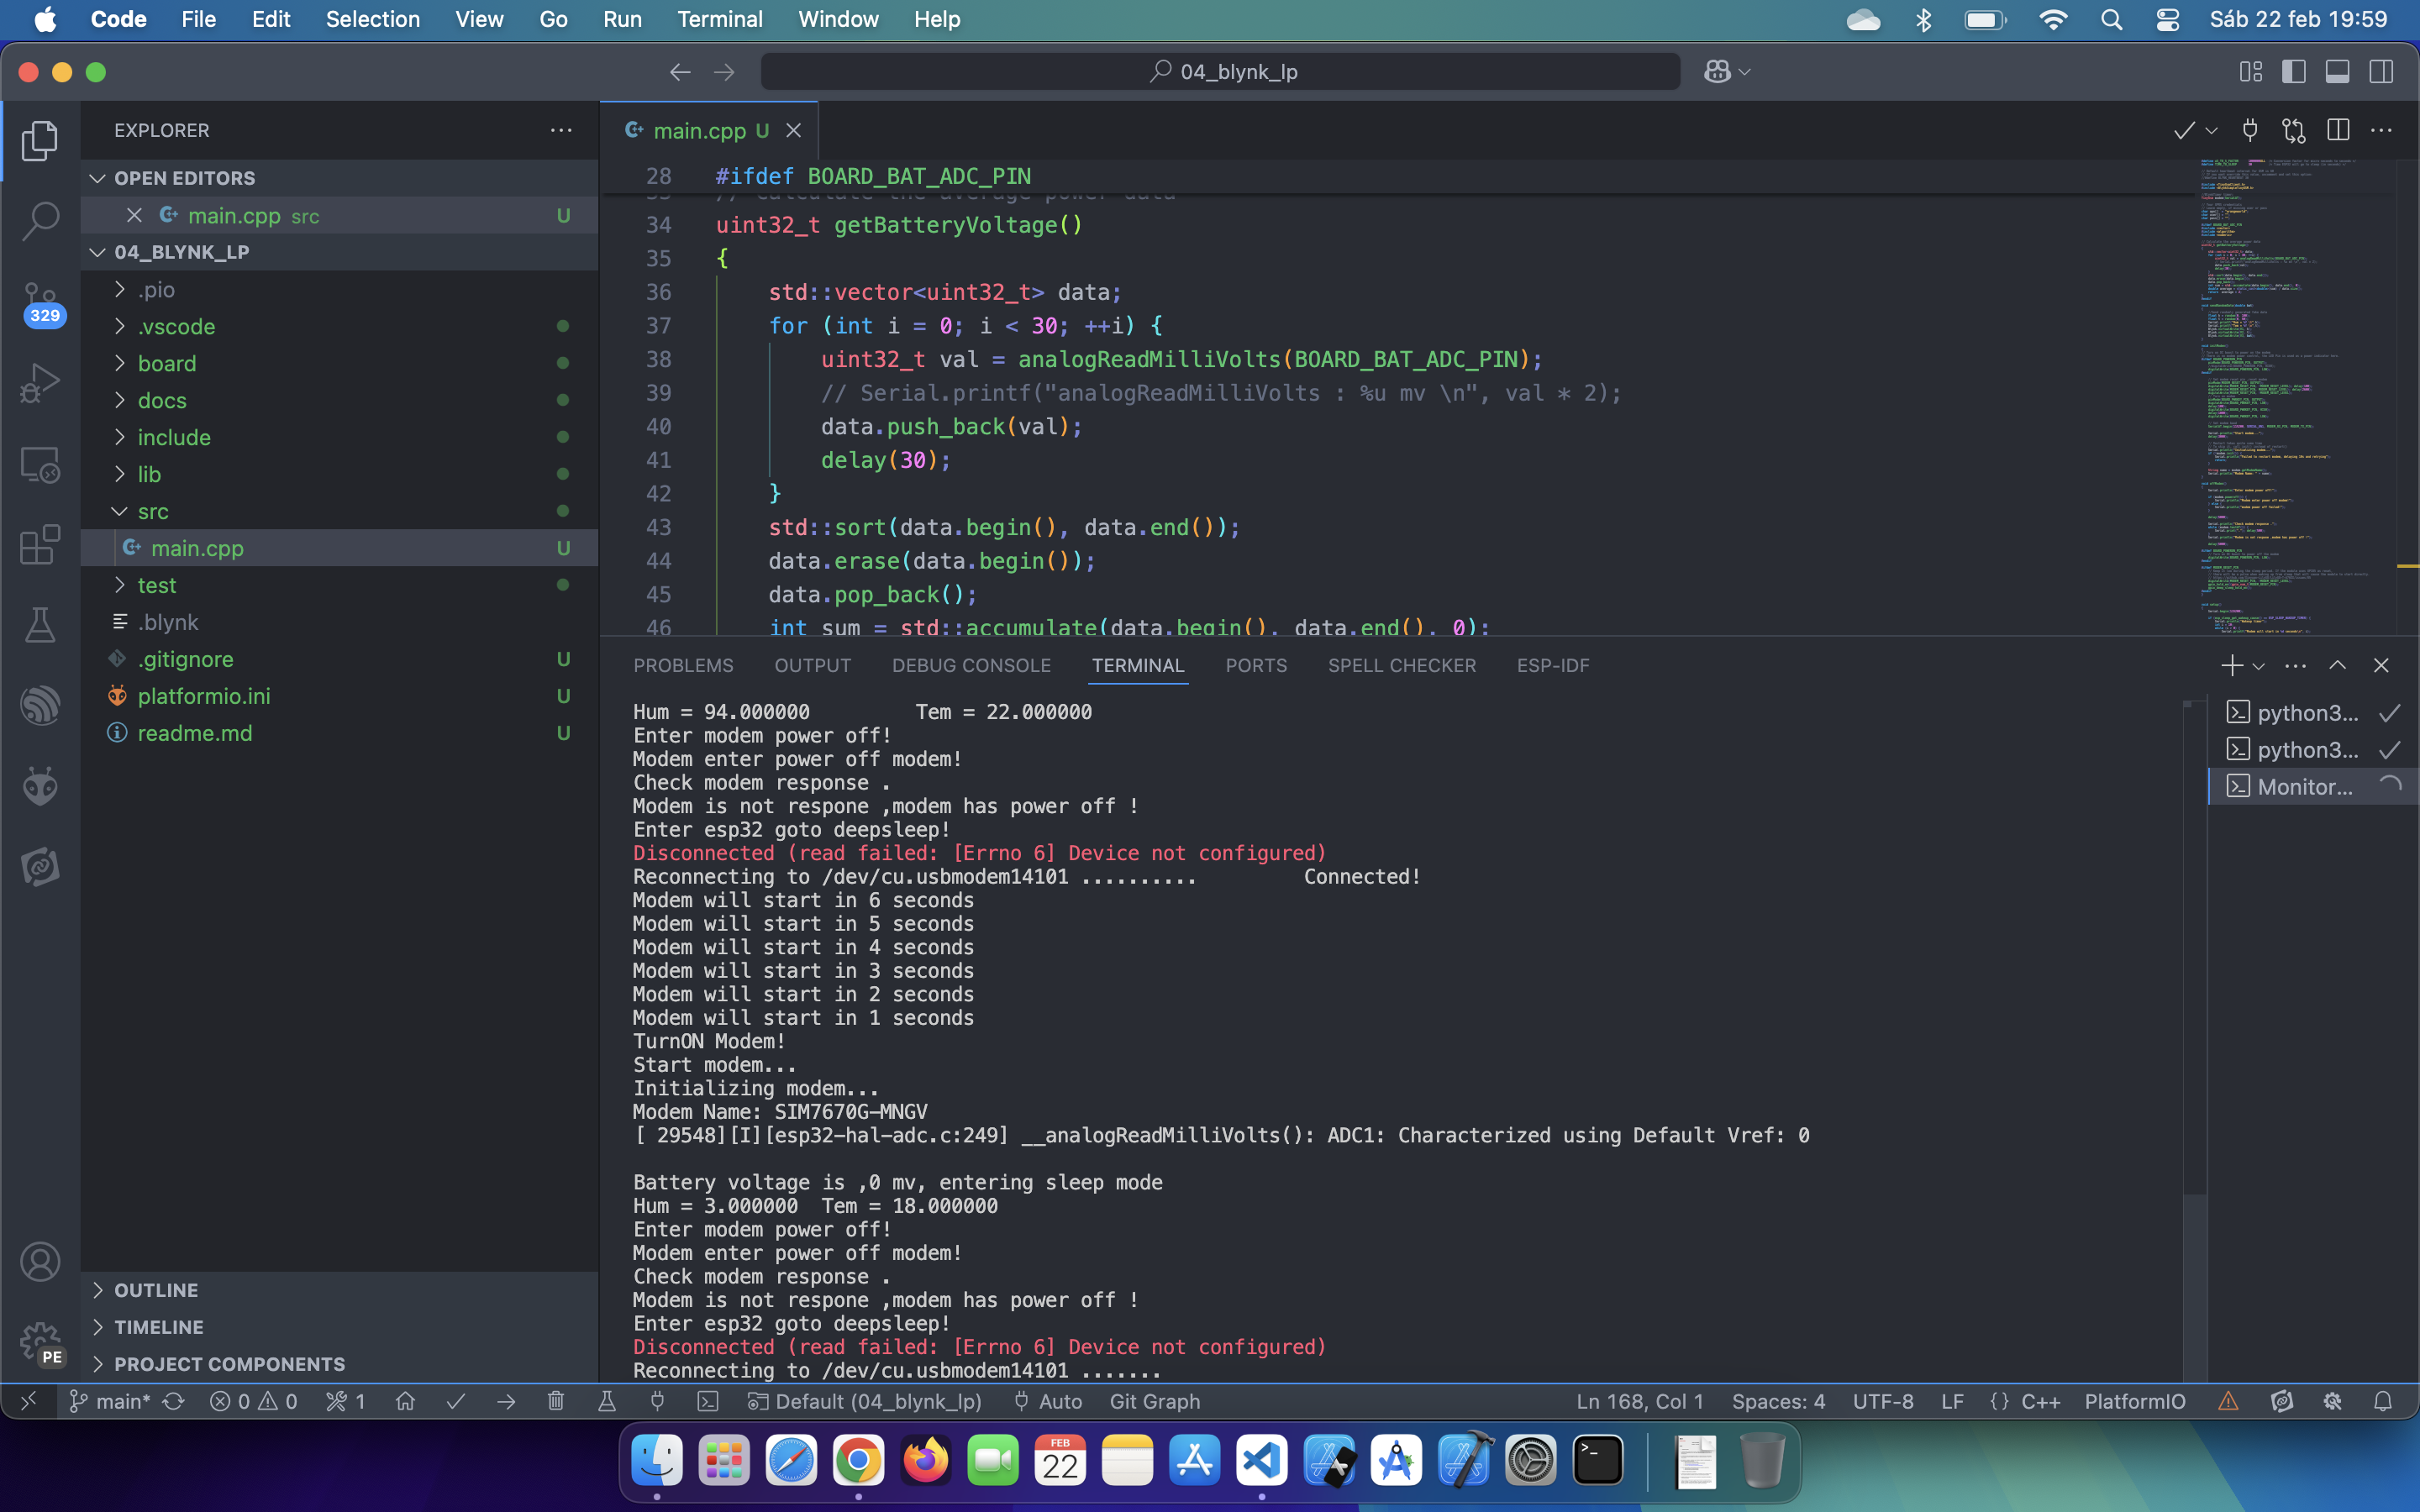 Code File Edit Selection View Go Run Terminal Window Help Sáb 22 feb 19:59
04_blynk_lp
EXPLORER
OPEN EDITORS
main.cpp src U
04_BLYNK_LP
.pio
.vscode
board
docs
include
lib
src
main.cpp U
test
.blynk
.gitignore U
platformio.ini U
readme.md U
OUTLINE
TIMELINE
PROJECT COMPONENTS
329
PE
main.cpp U
28 #ifdef BOARD_BAT_ADC_PIN
33 // Calculate the average power data
34 uint32_t getBatteryVoltage()
35 {
36 std::vector<uint32_t> data;
37 for (int i = 0; i < 30; ++i) {
38 uint32_t val = analogReadMilliVolts(BOARD_BAT_ADC_PIN);
39 // Serial.printf("analogReadMilliVolts : %u mv \n", val * 2);
40 data.push_back(val);
41 delay(30);
42 }
43 std::sort(data.begin(), data.end());
44 data.erase(data.begin());
45 data.pop_back();
46 int sum = std::accumulate(data.begin(), data.end(), 0);
PROBLEMS OUTPUT DEBUG CONSOLE TERMINAL PORTS SPELL CHECKER ESP-IDF
Hum = 94.000000 Tem = 22.000000
Enter modem power off!
Modem enter power off modem!
Check modem response .
Modem is not respone ,modem has power off !
Enter esp32 goto deepsleep!
Disconnected (read failed: [Errno 6] Device not configured)
Reconnecting to /dev/cu.usbmodem14101 .......... Connected!
Modem will start in 6 seconds
Modem will start in 5 seconds
Modem will start in 4 seconds
Modem will start in 3 seconds
Modem will start in 2 seconds
Modem will start in 1 seconds
TurnON Modem!
Start modem...
Initializing modem...
Modem Name: SIM7670G-MNGV
[ 29548][I][esp32-hal-adc.c:249] __analogReadMilliVolts(): ADC1: Characterized using Default Vref: 0
Battery voltage is ,0 mv, entering sleep mode
Hum = 3.000000 Tem = 18.000000
Enter modem power off!
Modem enter power off modem!
Check modem response .
Modem is not respone ,modem has power off !
Enter esp32 goto deepsleep!
Disconnected (read failed: [Errno 6] Device not configured)
Reconnecting to /dev/cu.usbmodem14101 .......
python3...
python3...
Monitor...
main* 0 0 1 Default (04_blynk_lp) Auto Git Graph Ln 168, Col 1 Spaces: 4 UTF-8 LF {} C++ PlatformIO
FEB
22